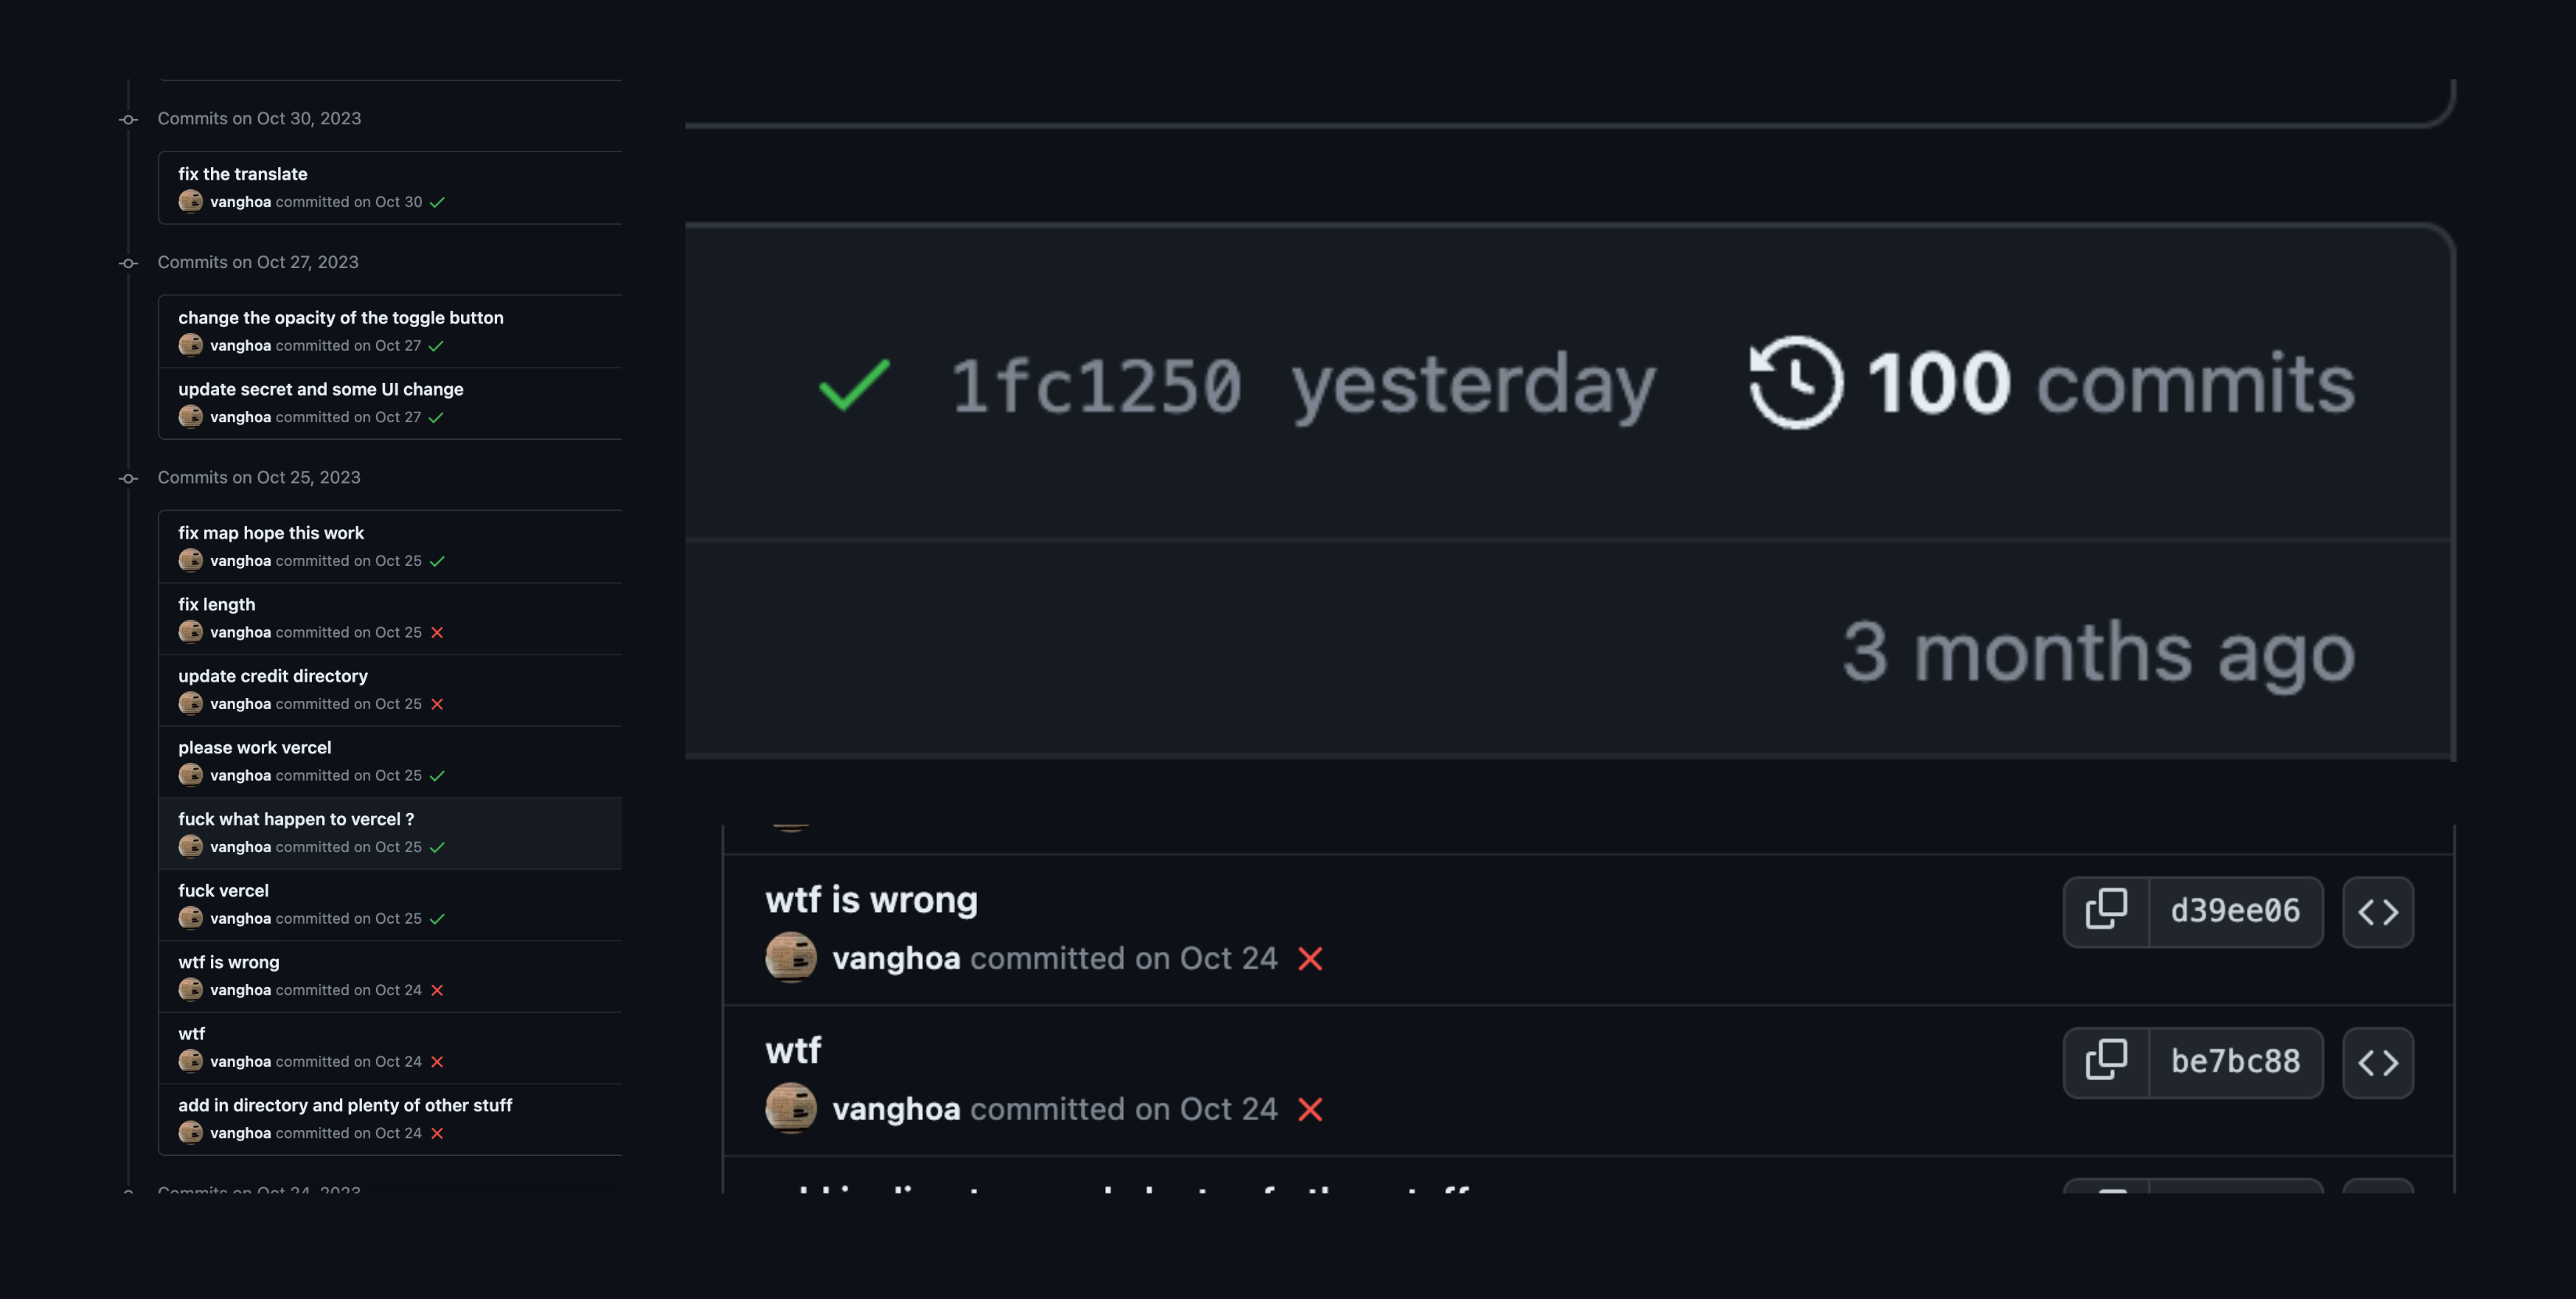 Commits on Oct 30, 2023
fix the translate
vanghoa committed on Oct 30
Commits on Oct 27, 2023
change the opacity of the toggle button
vanghoa committed on Oct 27
update secret and some UI change
vanghoa committed on Oct 27
Commits on Oct 25, 2023
fix map hope this work
vanghoa committed on Oct 25
fix length
vanghoa committed on Oct 25
update credit directory
vanghoa committed on Oct 25
please work vercel
vanghoa committed on Oct 25
fuck what happen to vercel ?
vanghoa committed on Oct 25
fuck vercel
vanghoa committed on Oct 25
wtf is wrong
vanghoa committed on Oct 24
wtf
vanghoa committed on Oct 24
add in directory and plenty of other stuff
vanghoa committed on Oct 24
Commits on Oct 24, 2023
1fc1250 yesterday 100 commits
3 months ago
wtf is wrong d39ee06
vanghoa committed on Oct 24
wtf be7bc88
vanghoa committed on Oct 24